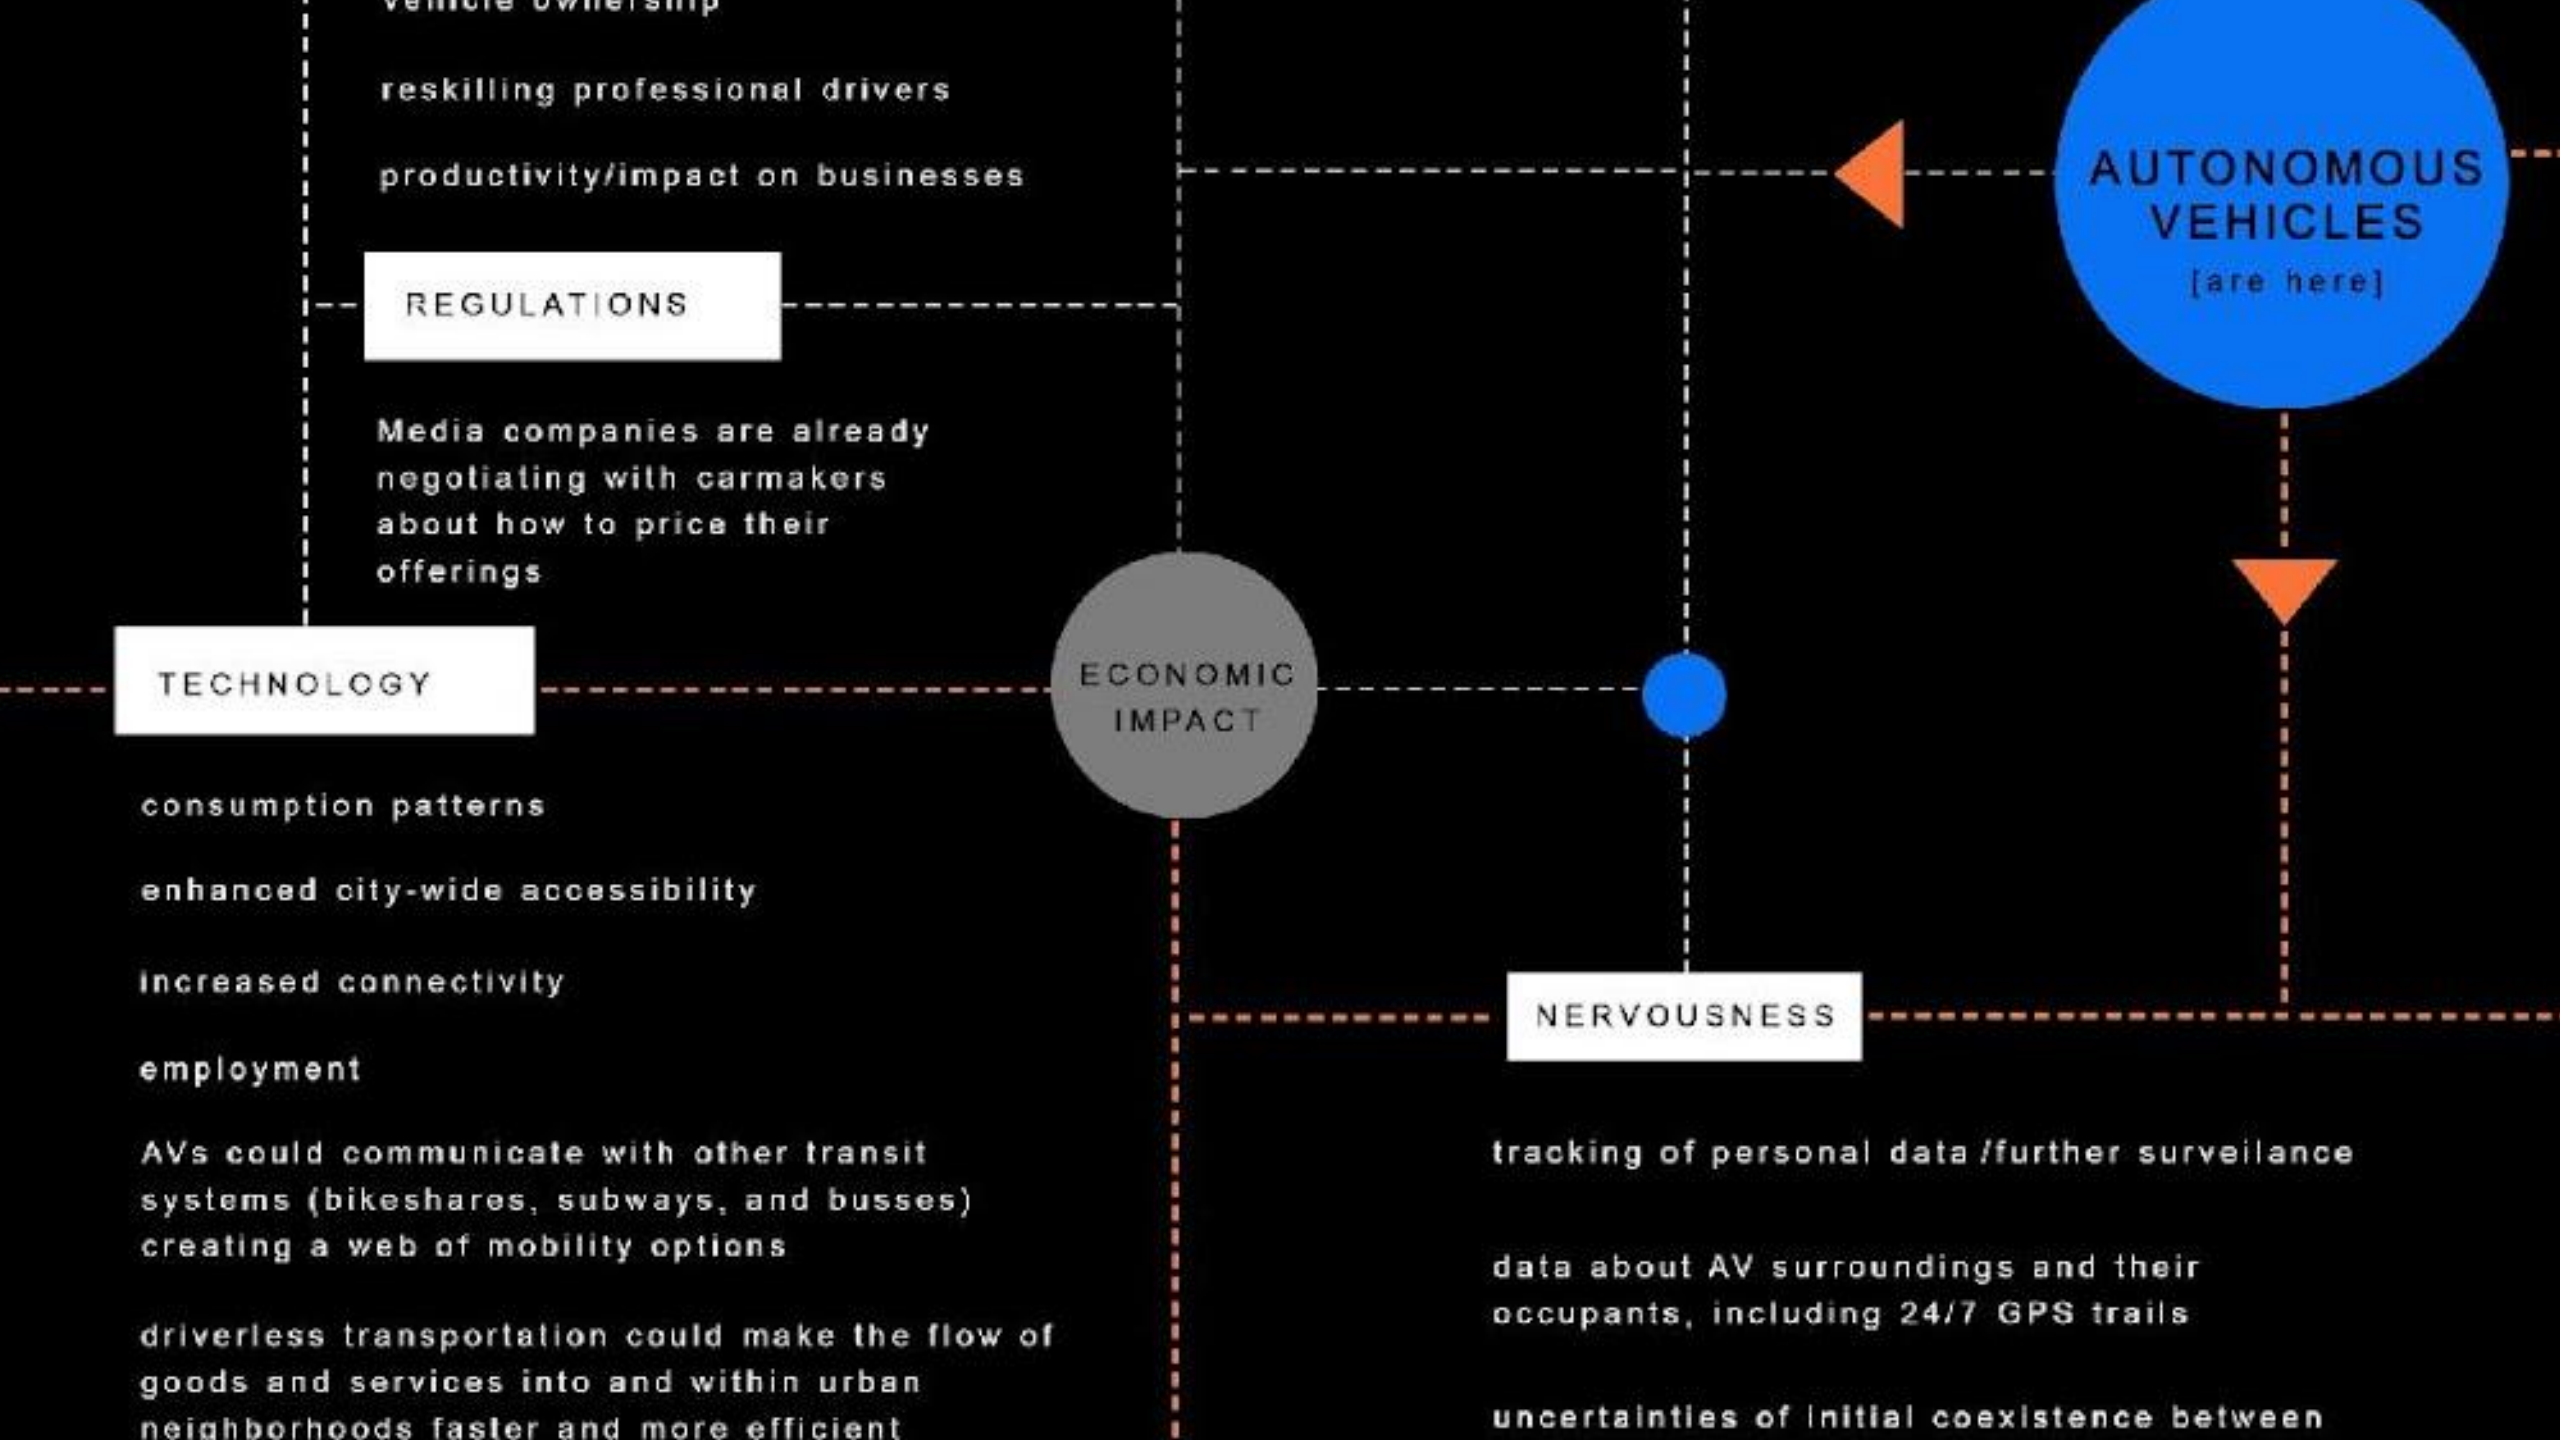 vehicle ownership
reskilling professional drivers
productivity/impact on businesses
REGULATIONS
Media companies are already
negotiating with carmakers
about how to price their
offerings
TECHNOLOGY
consumption patterns
enhanced city-wide accessibility
increased connectivity
employment
AVs could communicate with other transit
systems (bikeshares, subways, and busses)
creating a web of mobility options
driverless transportation could make the flow of
goods and services into and within urban
neighborhoods faster and more efficient
ECONOMIC
IMPACT
AUTONOMOUS
VEHICLES
[are here]
NERVOUSNESS
tracking of personal data /further surveilance
data about AV surroundings and their
occupants, including 24/7 GPS trails
uncertainties of initial coexistence between